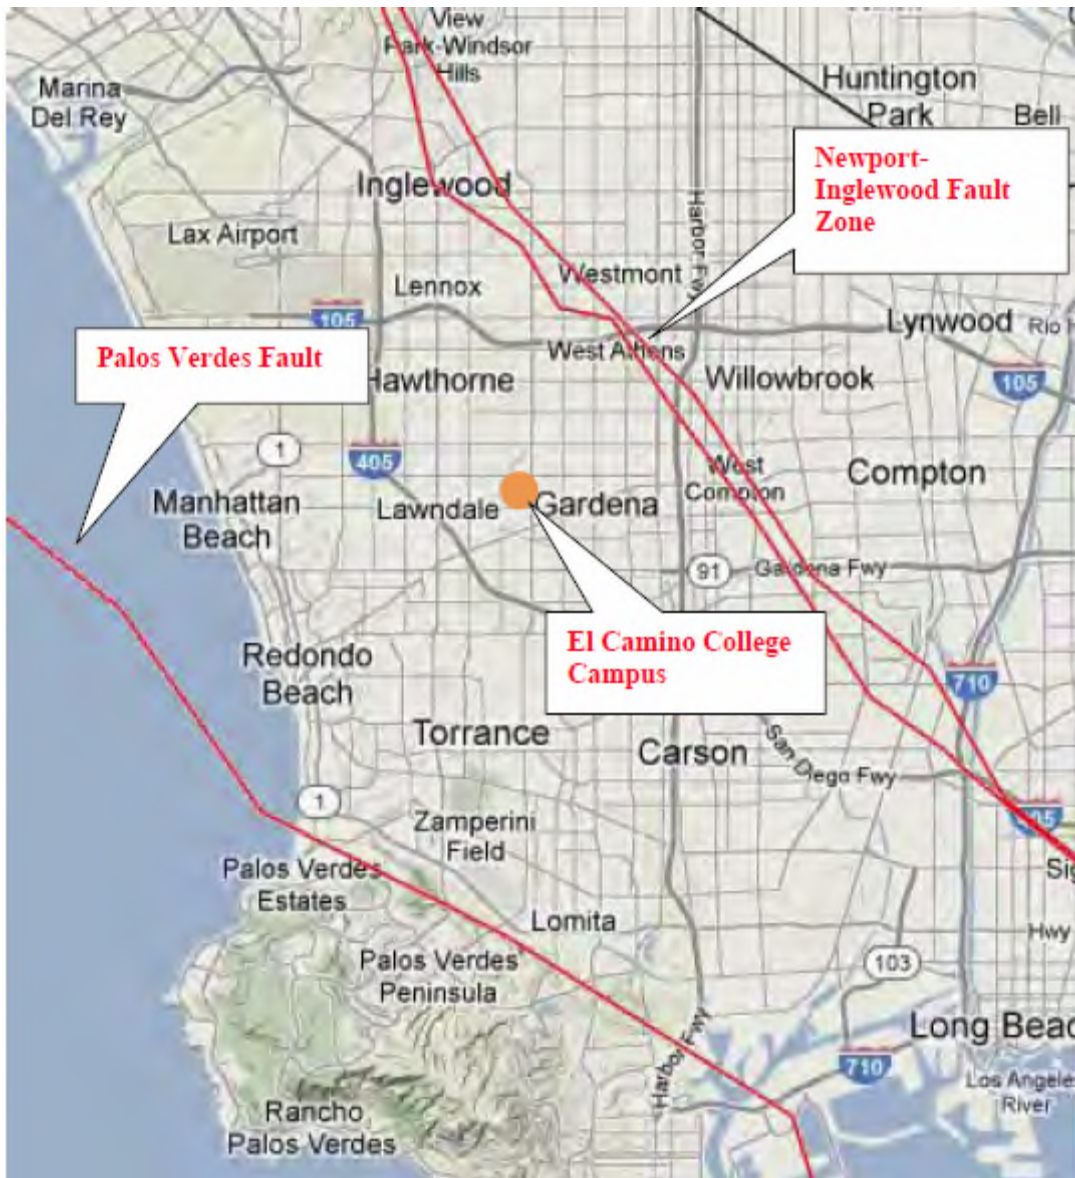 View
Park-Windsor
Hills
Marina
Del Rey
Huntington
Park
Bell
Newport-
Inglewood Fault
Zone
Inglewood
Harbor Fwy
Lax Airport
Westmont
Lennox
105
Lynwood
Rio H
Palos Verdes Fault
West Athens
Hawthorne
Willowbrook
105
1
405
West
Compton
Compton
Manhattan
Beach
Lawndale
Gardena
91
Gardena Fwy
El Camino College
Campus
Redondo
Beach
710
Torrance
Carson
San Diego Fwy
1
405
Zamperini
Field
Palos Verdes
Estates
Sig
Lomita
Hwy
Palos Verdes
Peninsula
103
Long Beac
Harbor Fwy
710
Los Angeles
River
Rancho
Palos Verdes